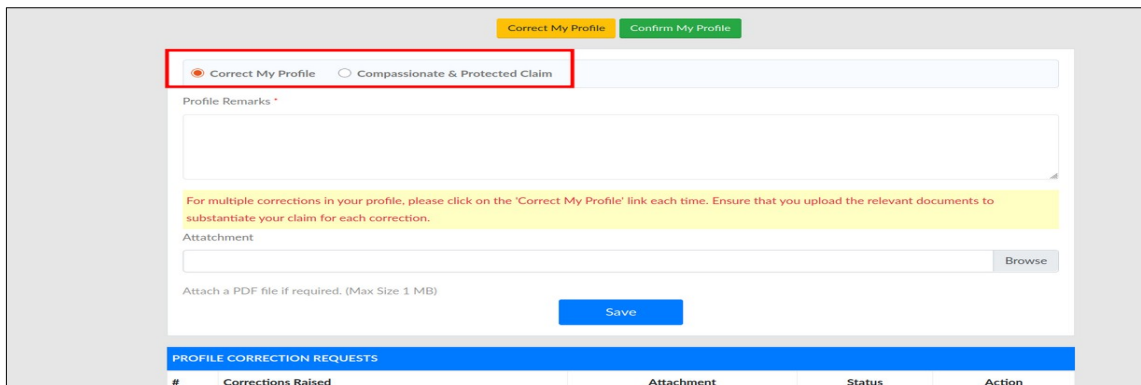 Correct My Profile Confirm My Profile
Correct My Profile Compassionate & Protected Claim
Profile Remarks *
For multiple corrections in your profile, please click on the 'Correct My Profile' link each time. Ensure that you upload the relevant documents to
substantiate your claim for each correction.
Attatchment
Browse
Attach a PDF file if required. (Max Size 1 MB)
Save
PROFILE CORRECTION REQUESTS
# Corrections Raised Attachment Status Action